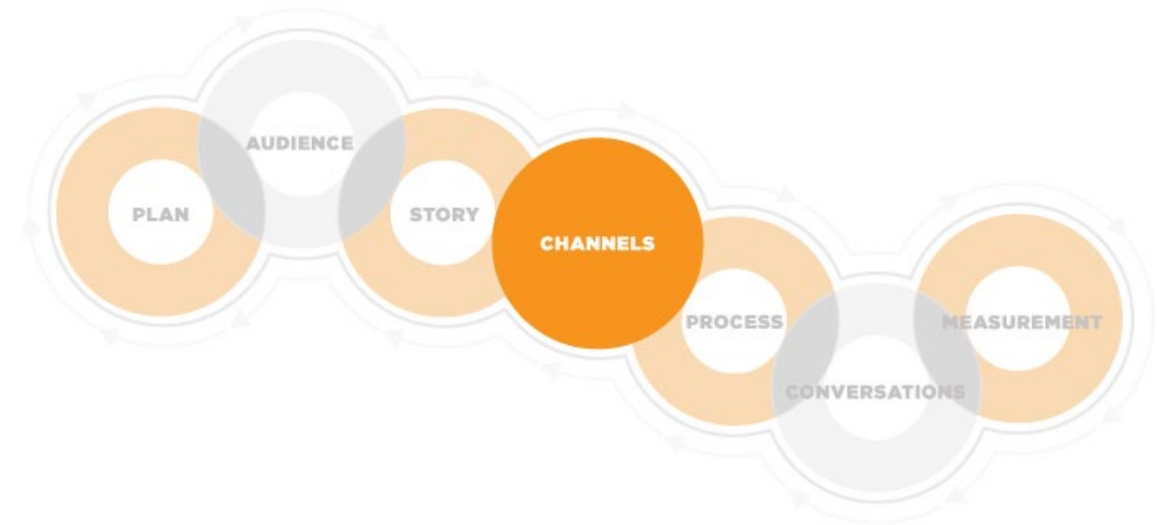 PLAN
AUDIENCE
STORY
CHANNELS
PROCESS
CONVERSATIONS
MEASUREMENT